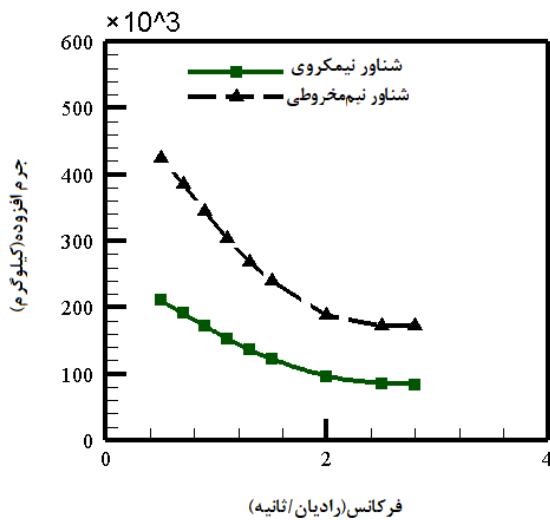 ×10^3
600
500
400
300
200
100
0
0
2
4
شناور نیمکروی
شناور نیم‌مخروطی
جرم افزوده(کیلوگرم)
فرکانس(رادیان/ثانیه)